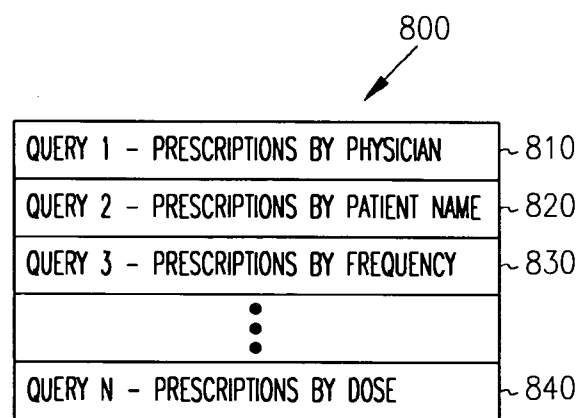 800
QUERY 1 - PRESCRIPTIONS BY PHYSICIAN 810
QUERY 2 - PRESCRIPTIONS BY PATIENT NAME 820
QUERY 3 - PRESCRIPTIONS BY FREQUENCY 830
QUERY N - PRESCRIPTIONS BY DOSE 840